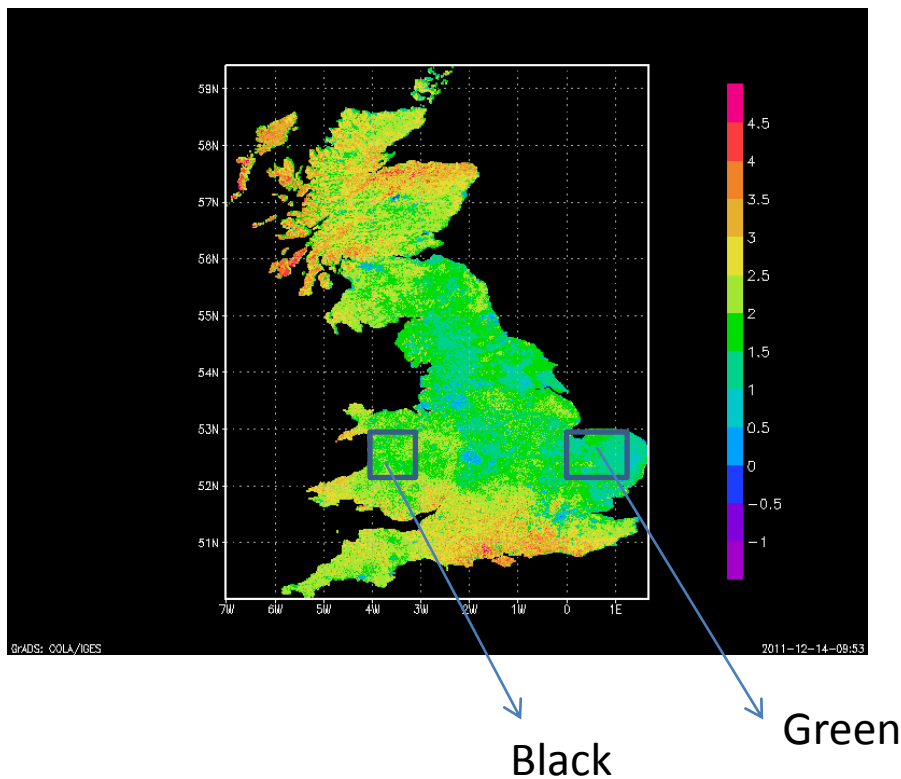 59N
58N
57N
56N
55N
54N
53N
52N
51N
7W 6W 5W 4W 3W 2W 1W 0 1E
4.5
4
3.5
3
2.5
2
1.5
1
0.5
0
−0.5
−1
GrADS: COLA/IGES 2011-12-14-09:53
Black
Green